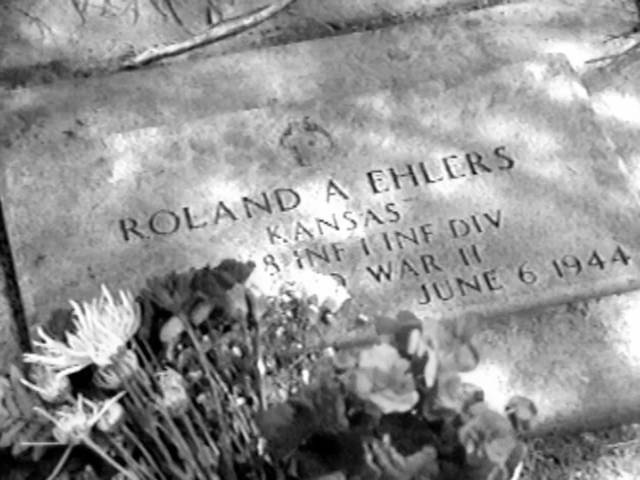 ROLAND A EHLERS
KANSAS
8 INF 1 INF DIV
WAR II
JUNE 6 1944